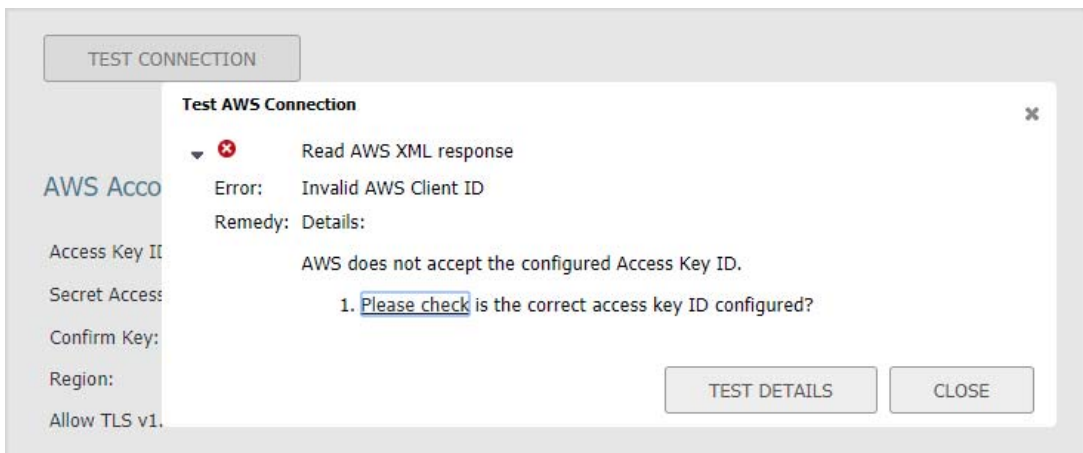 TEST CONNECTION
Test AWS Connection
Read AWS XML response
AWS Acco
Error: Invalid AWS Client ID
Remedy: Details:
Access Key ID
AWS does not accept the configured Access Key ID.
Secret Access
1. Please check is the correct access key ID configured?
Confirm Key:
Region:
TEST DETAILS
CLOSE
Allow TLS v1.